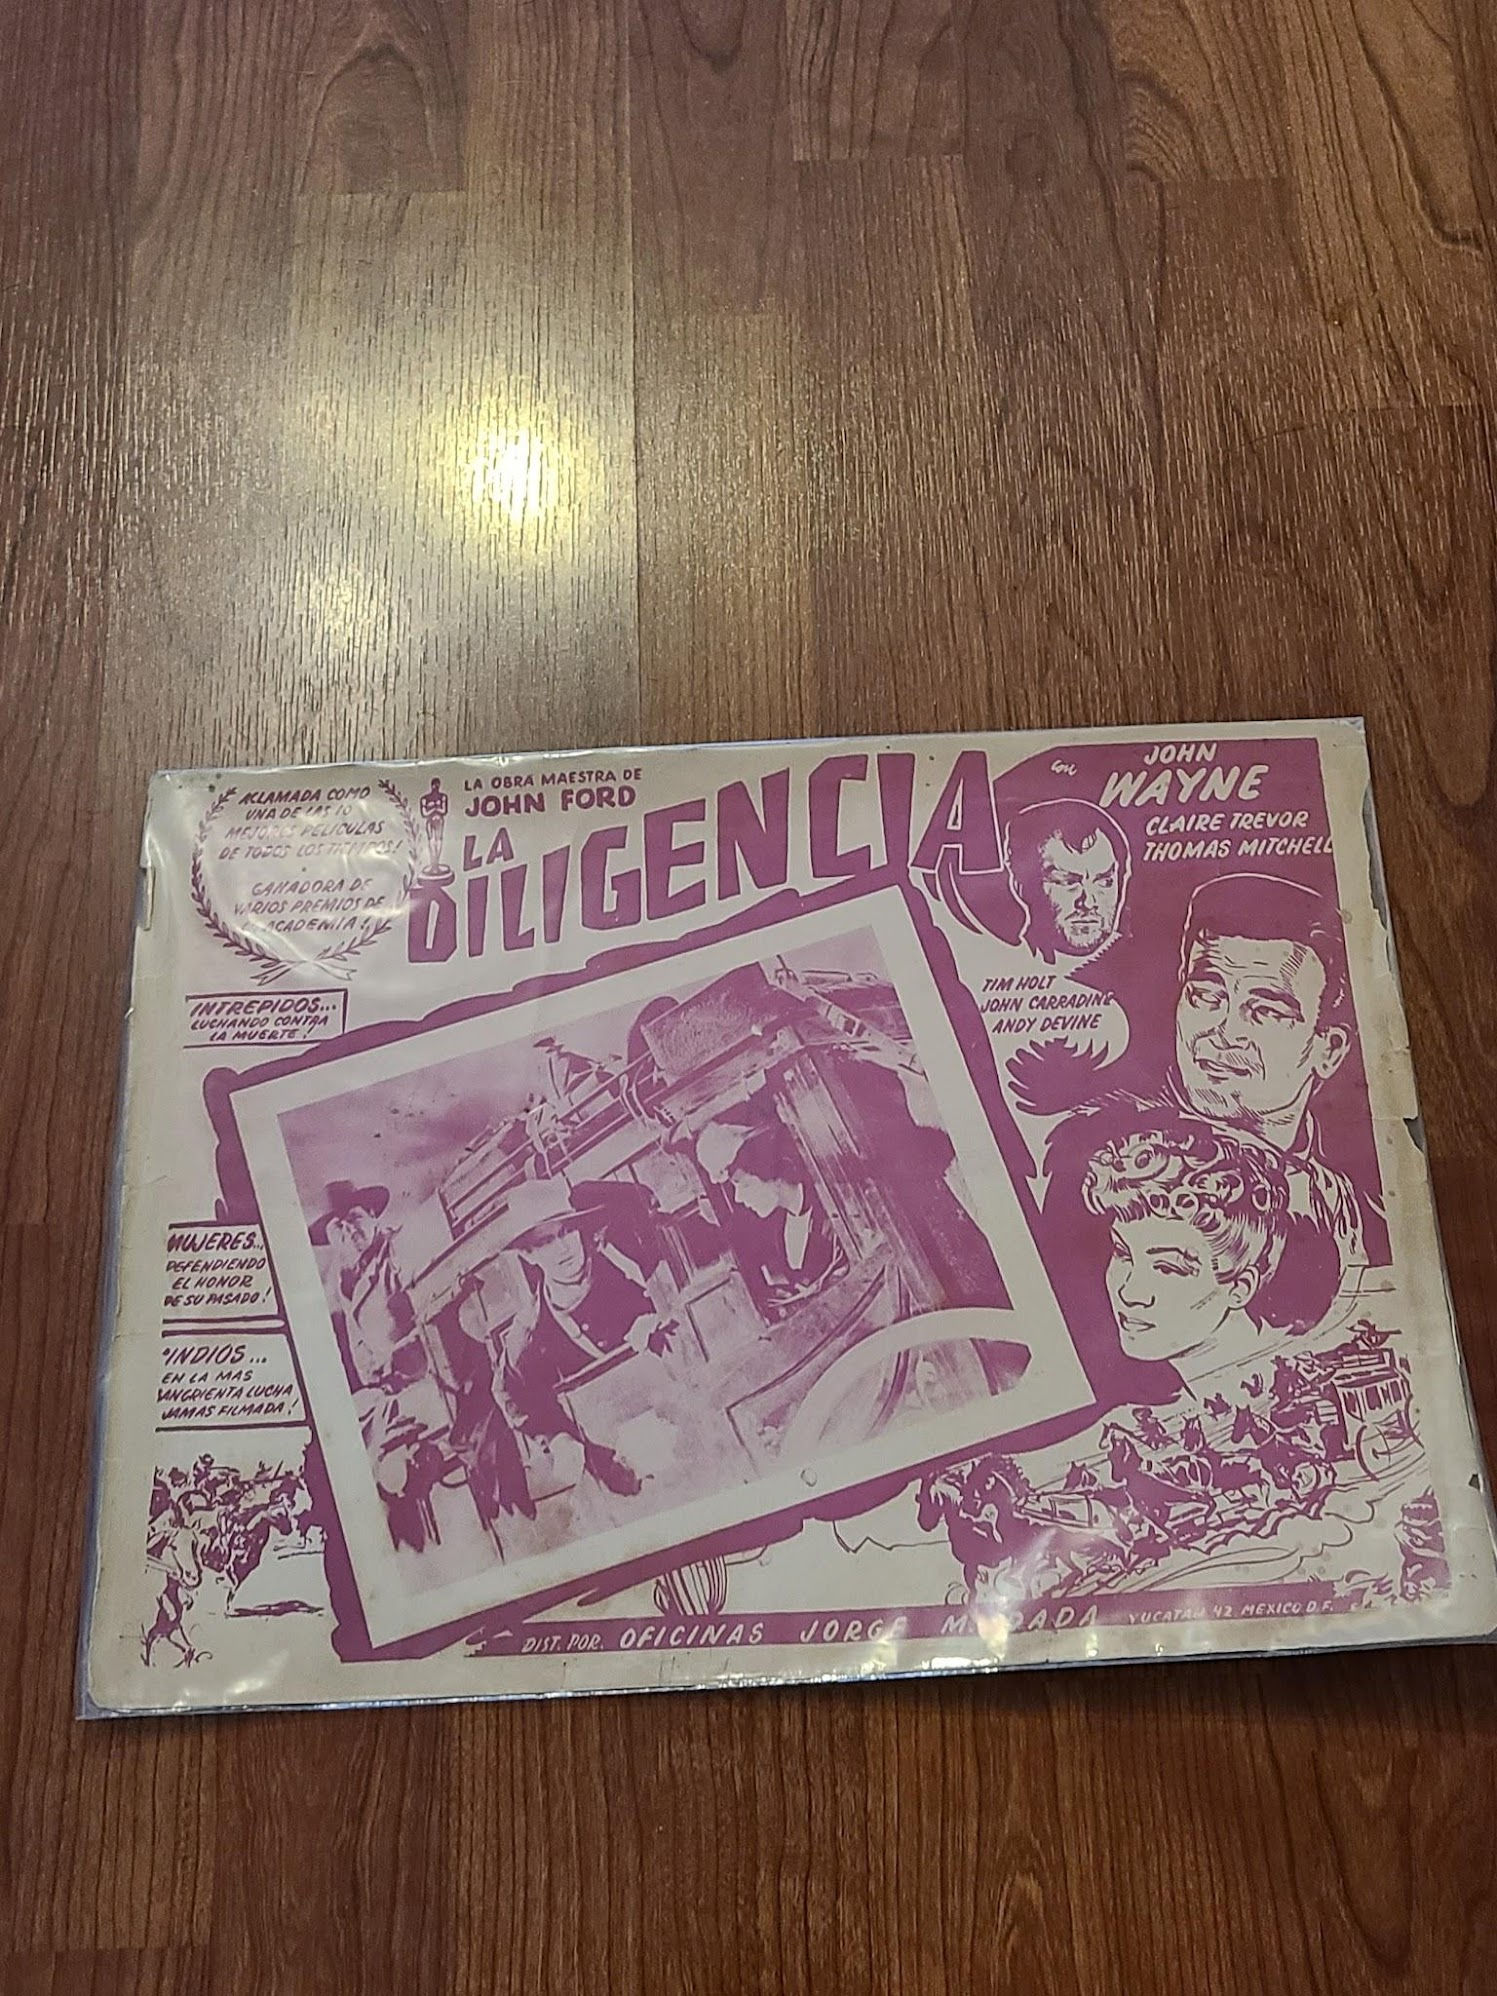 ACLAMADA COMO
UNA DE LAS 10
MEJORES PELICULAS
DE TODOS LOS TIEMPOS!
GANADORA DE
VARIOS PREMIOS DE
ACADEMIA!
LA OBRA MAESTRA DE
JOHN FORD
LA
DILIGENCIA
con
JOHN
WAYNE
CLAIRE TREVOR
THOMAS MITCHELL
TIM HOLT
JOHN CARRADINE
ANDY DEVINE
INTREPIDOS...
LUCHANDO CONTRA
LA MUERTE!
MUJERES...
DEFENDIENDO
EL HONOR
DE SU PASADO!
INDIOS...
EN LA MAS
ANGRIENTA LUCHA
JAMAS FILMADA!
DIST. POR. OFICINAS JORGE YUCATAN 42. MEXICO D.F.